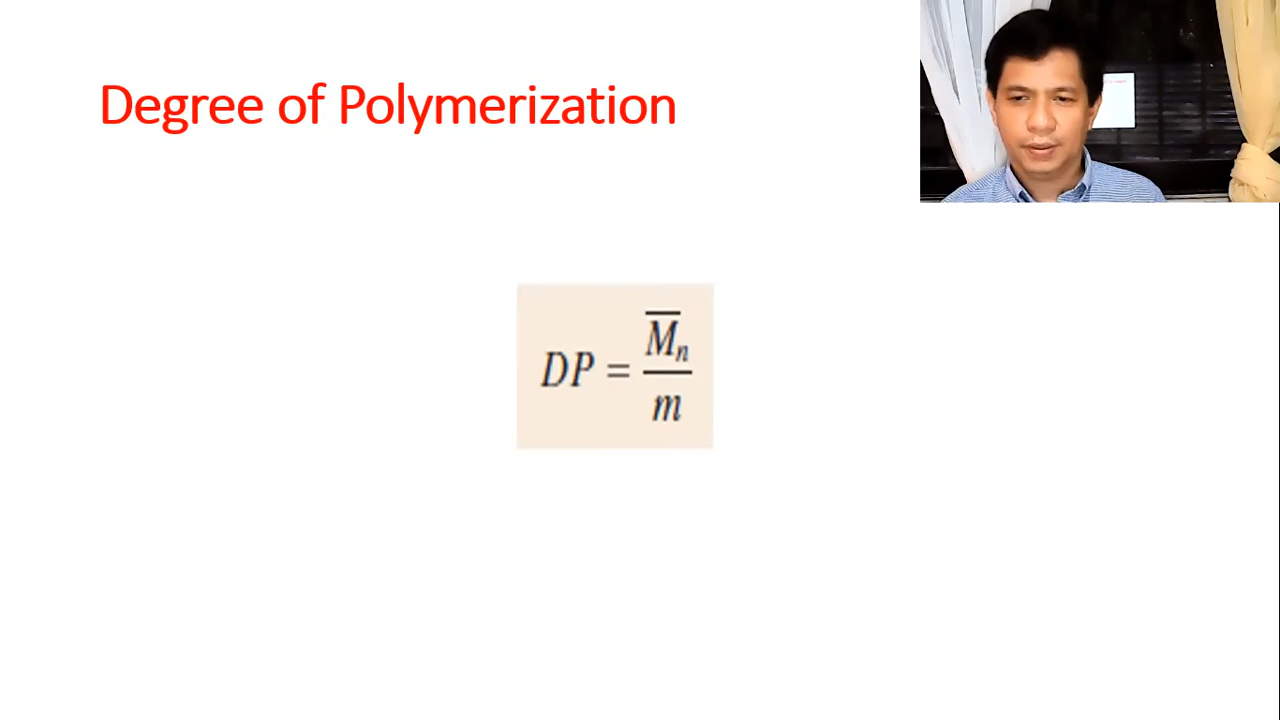 Degree of Polymerization
DP = M̅ₙ / m